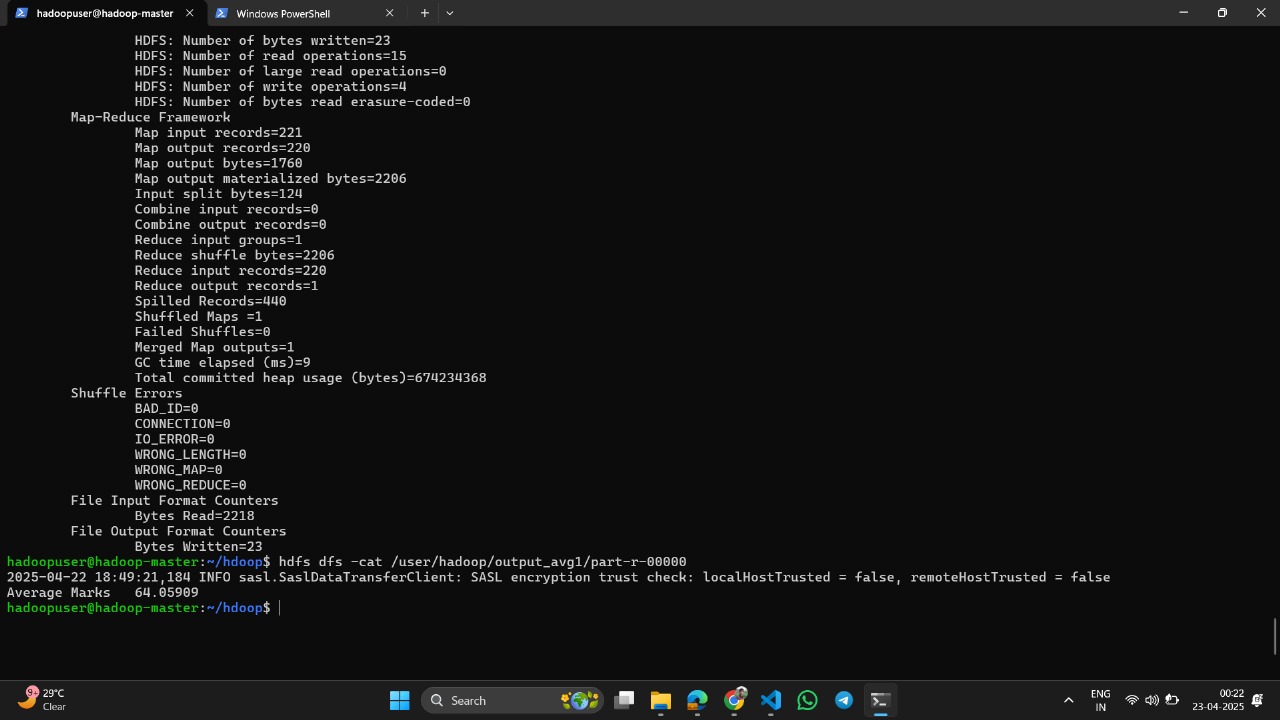 hadoopuser@hadoop-master
Windows PowerShell
HDFS: Number of bytes written=23
HDFS: Number of read operations=15
HDFS: Number of large read operations=0
HDFS: Number of write operations=4
HDFS: Number of bytes read erasure-coded=0
Map-Reduce Framework
Map input records=221
Map output records=220
Map output bytes=1760
Map output materialized bytes=2206
Input split bytes=124
Combine input records=0
Combine output records=0
Reduce input groups=1
Reduce shuffle bytes=2206
Reduce input records=220
Reduce output records=1
Spilled Records=440
Shuffled Maps =1
Failed Shuffles=0
Merged Map outputs=1
GC time elapsed (ms)=9
Total committed heap usage (bytes)=674234368
Shuffle Errors
BAD_ID=0
CONNECTION=0
IO_ERROR=0
WRONG_LENGTH=0
WRONG_MAP=0
WRONG_REDUCE=0
File Input Format Counters
Bytes Read=2218
File Output Format Counters
Bytes Written=23
hadoopuser@hadoop-master:~/hdoop$ hdfs dfs -cat /user/hadoop/output_avg1/part-r-00000
2025-04-22 18:49:21,184 INFO sasl.SaslDataTransferClient: SASL encryption trust check: localHostTrusted = false, remoteHostTrusted = false
Average Marks   64.05909
hadoopuser@hadoop-master:~/hdoop$
9+
29°C
Clear
Search
ENG
IN
00:22
23-04-2025